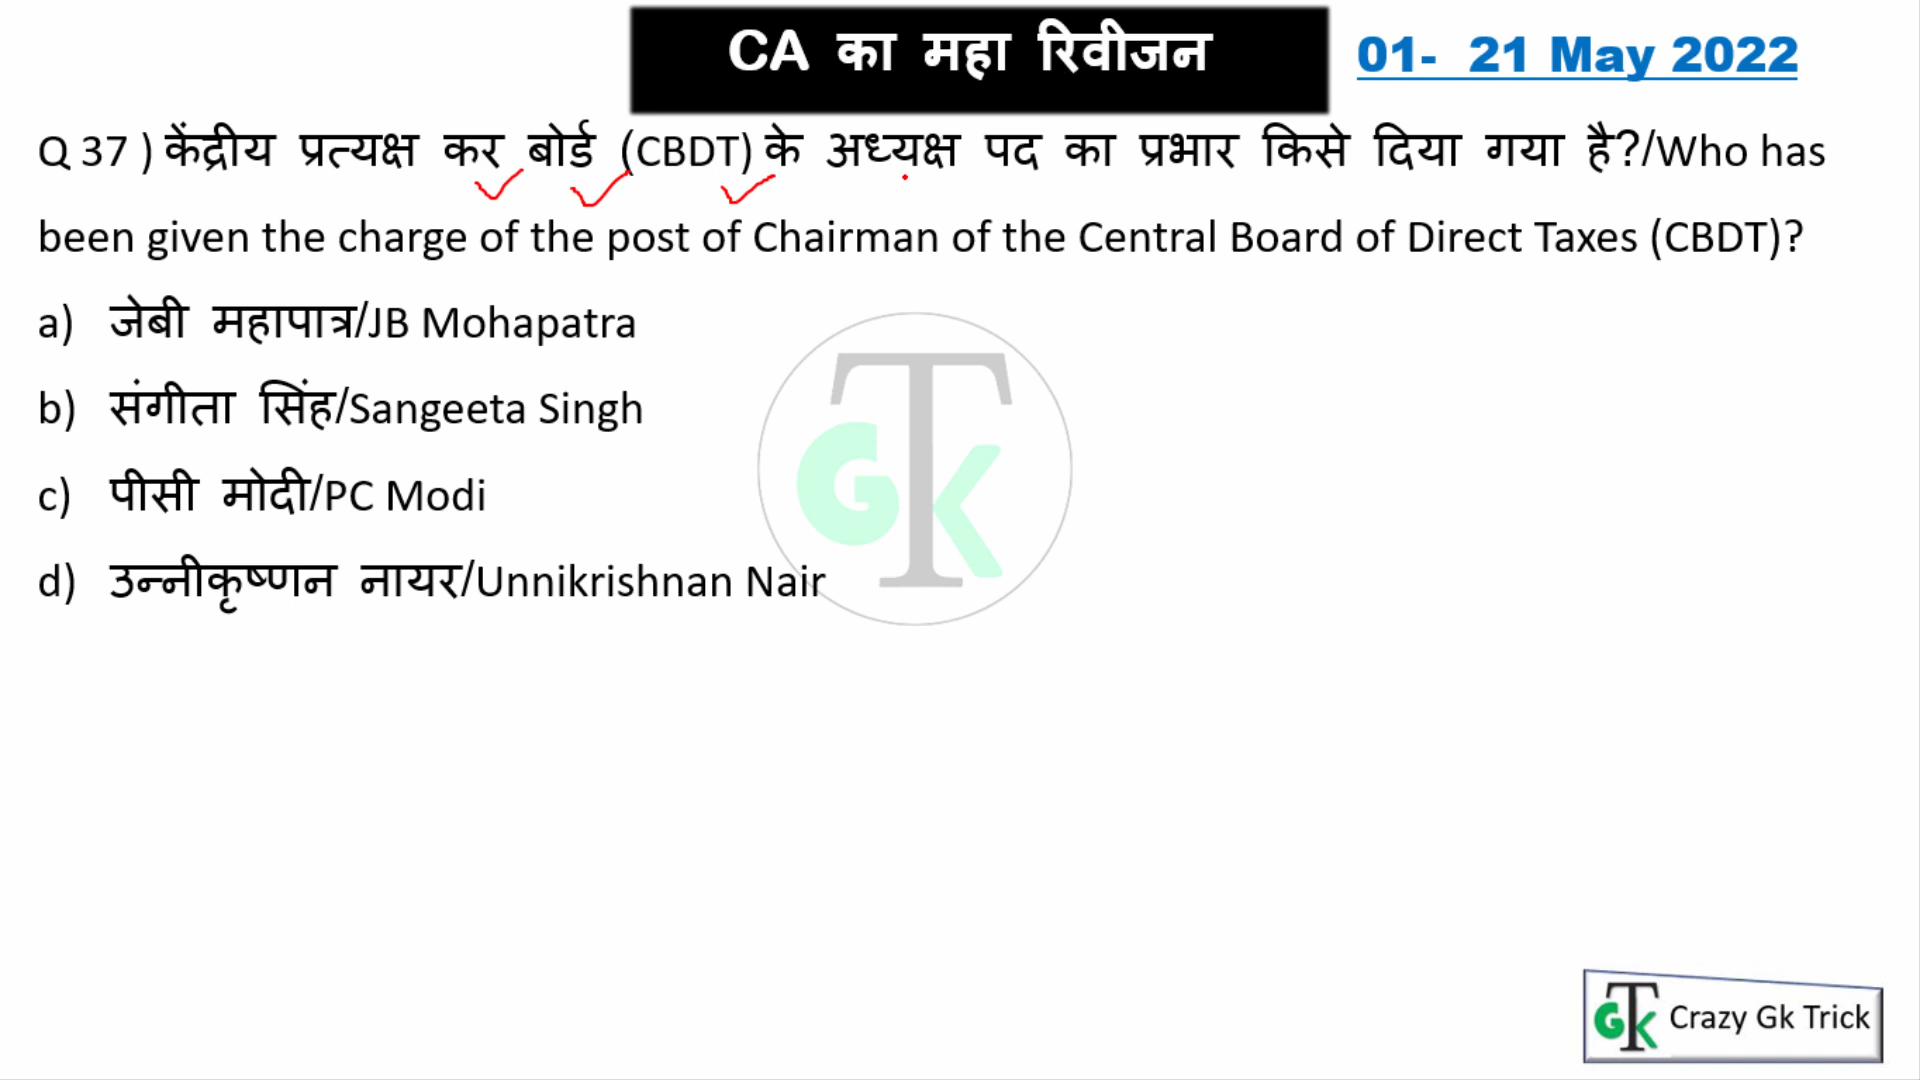 CA का महा रिवीजन
01- 21 May 2022
Q 37 ) केंद्रीय प्रत्यक्ष कर बोर्ड (CBDT) के अध्यक्ष पद का प्रभार किसे दिया गया है?/Who has
been given the charge of the post of Chairman of the Central Board of Direct Taxes (CBDT)?
a) जेबी महापात्र/JB Mohapatra
b) संगीता सिंह/Sangeeta Singh
c) पीसी मोदी/PC Modi
d) उन्नीकृष्णन नायर/Unnikrishnan Nair
GTK
GTK Crazy Gk Trick